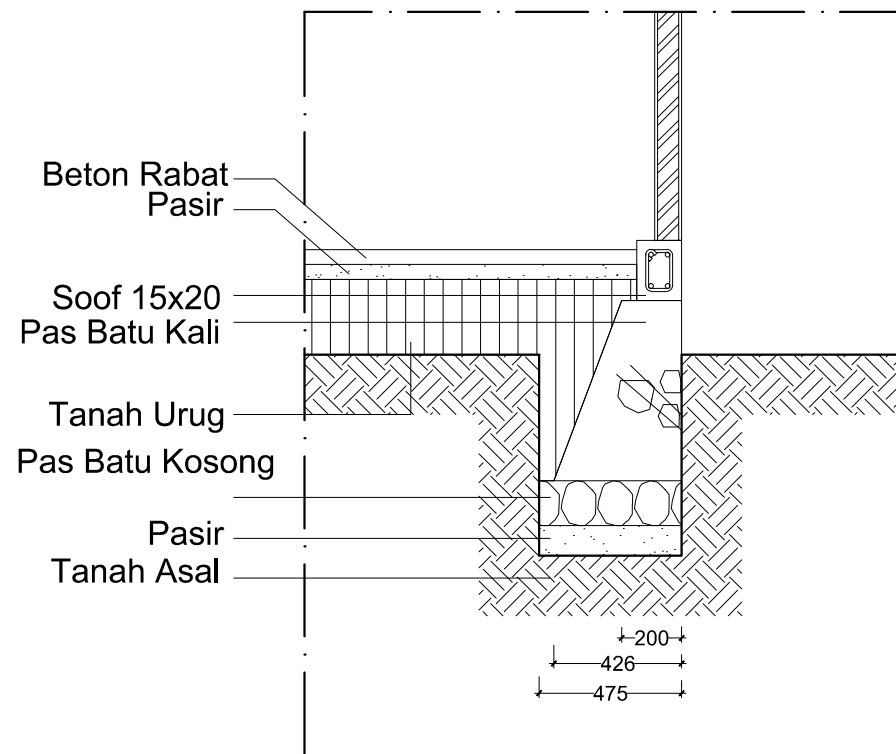 Beton Rabat
Pasir
Soof 15x20
Pas Batu Kali
Tanah Urug
Pas Batu Kosong
Pasir
Tanah Asal
200
426
475